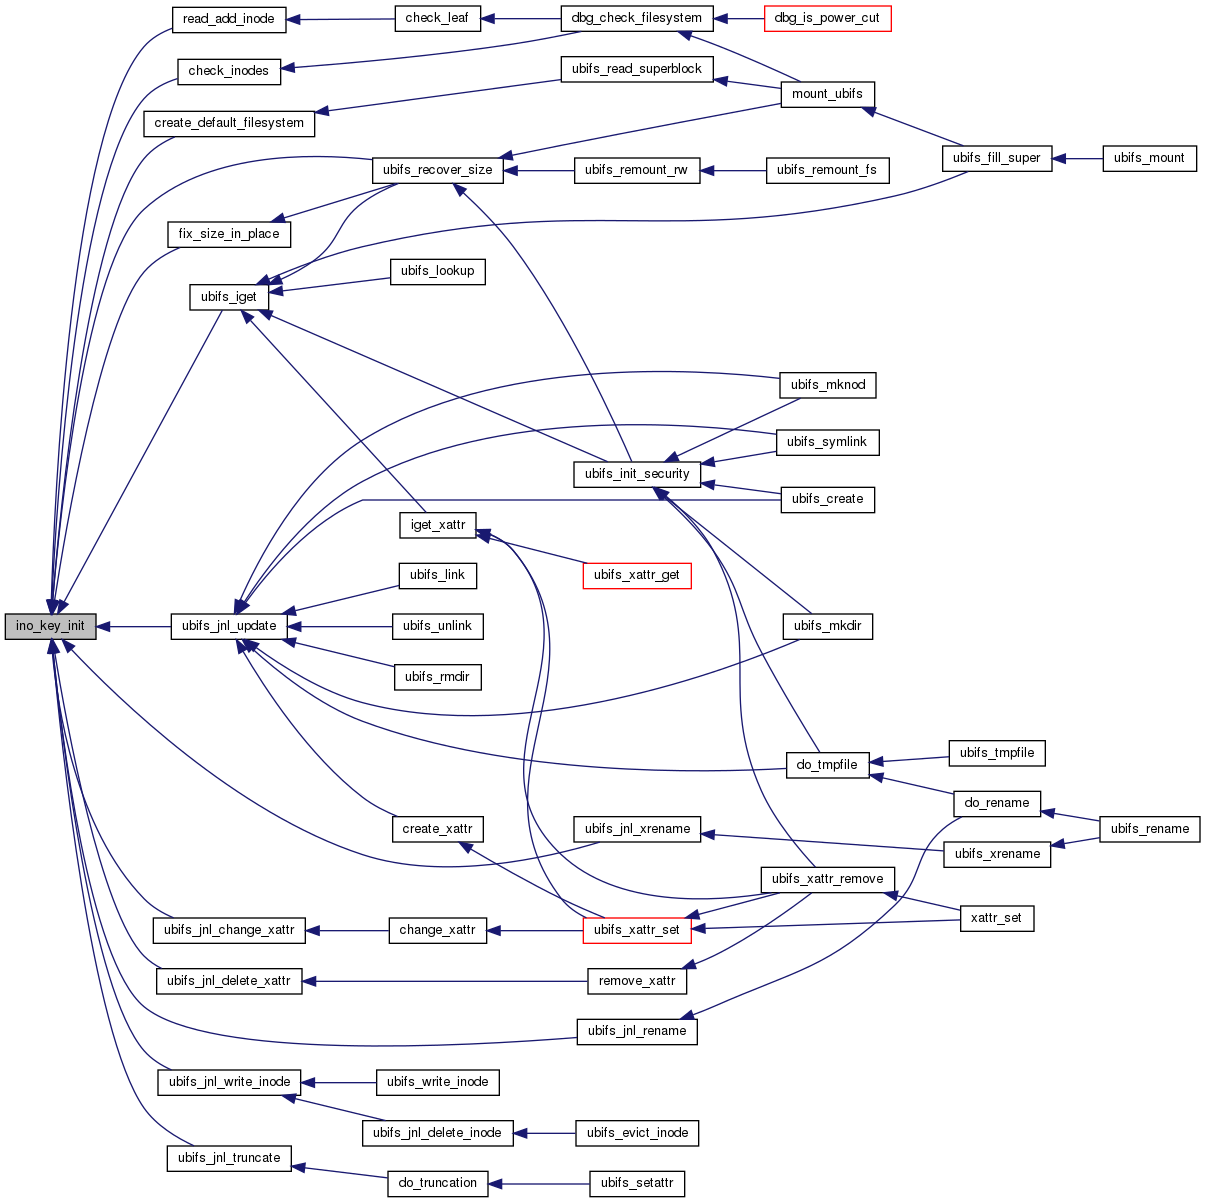 read_add_inode
check_leaf
dbg_check_filesystem
dbg_is_power_cut
check_inodes
ubifs_read_superblock
mount_ubifs
create_default_filesystem
ubifs_recover_size
ubifs_remount_rw
ubifs_remount_fs
ubifs_fill_super
ubifs_mount
fix_size_in_place
ubifs_iget
ubifs_lookup
ubifs_mknod
ubifs_symlink
ubifs_init_security
ubifs_create
iget_xattr
ubifs_xattr_get
ubifs_link
ino_key_init
ubifs_jnl_update
ubifs_unlink
ubifs_mkdir
ubifs_rmdir
do_tmpfile
ubifs_tmpfile
do_rename
create_xattr
ubifs_jnl_xrename
ubifs_rename
ubifs_xrename
ubifs_xattr_remove
xattr_set
ubifs_jnl_change_xattr
change_xattr
ubifs_xattr_set
ubifs_jnl_delete_xattr
remove_xattr
ubifs_jnl_rename
ubifs_jnl_write_inode
ubifs_write_inode
ubifs_jnl_delete_inode
ubifs_evict_inode
ubifs_jnl_truncate
do_truncation
ubifs_setattr